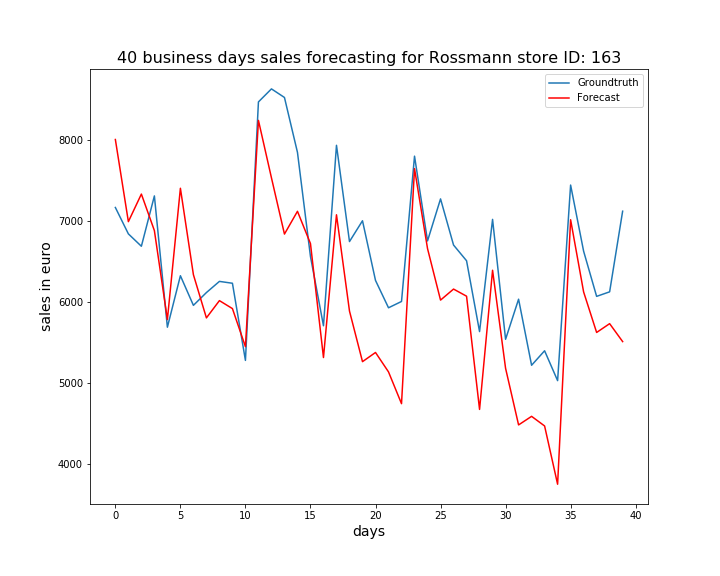 40 business days sales forecasting for Rossmann store ID: 163
Groundtruth
Forecast
8000
7000
6000
5000
4000
sales in euro
0 5 10 15 20 25 30 35 40
days